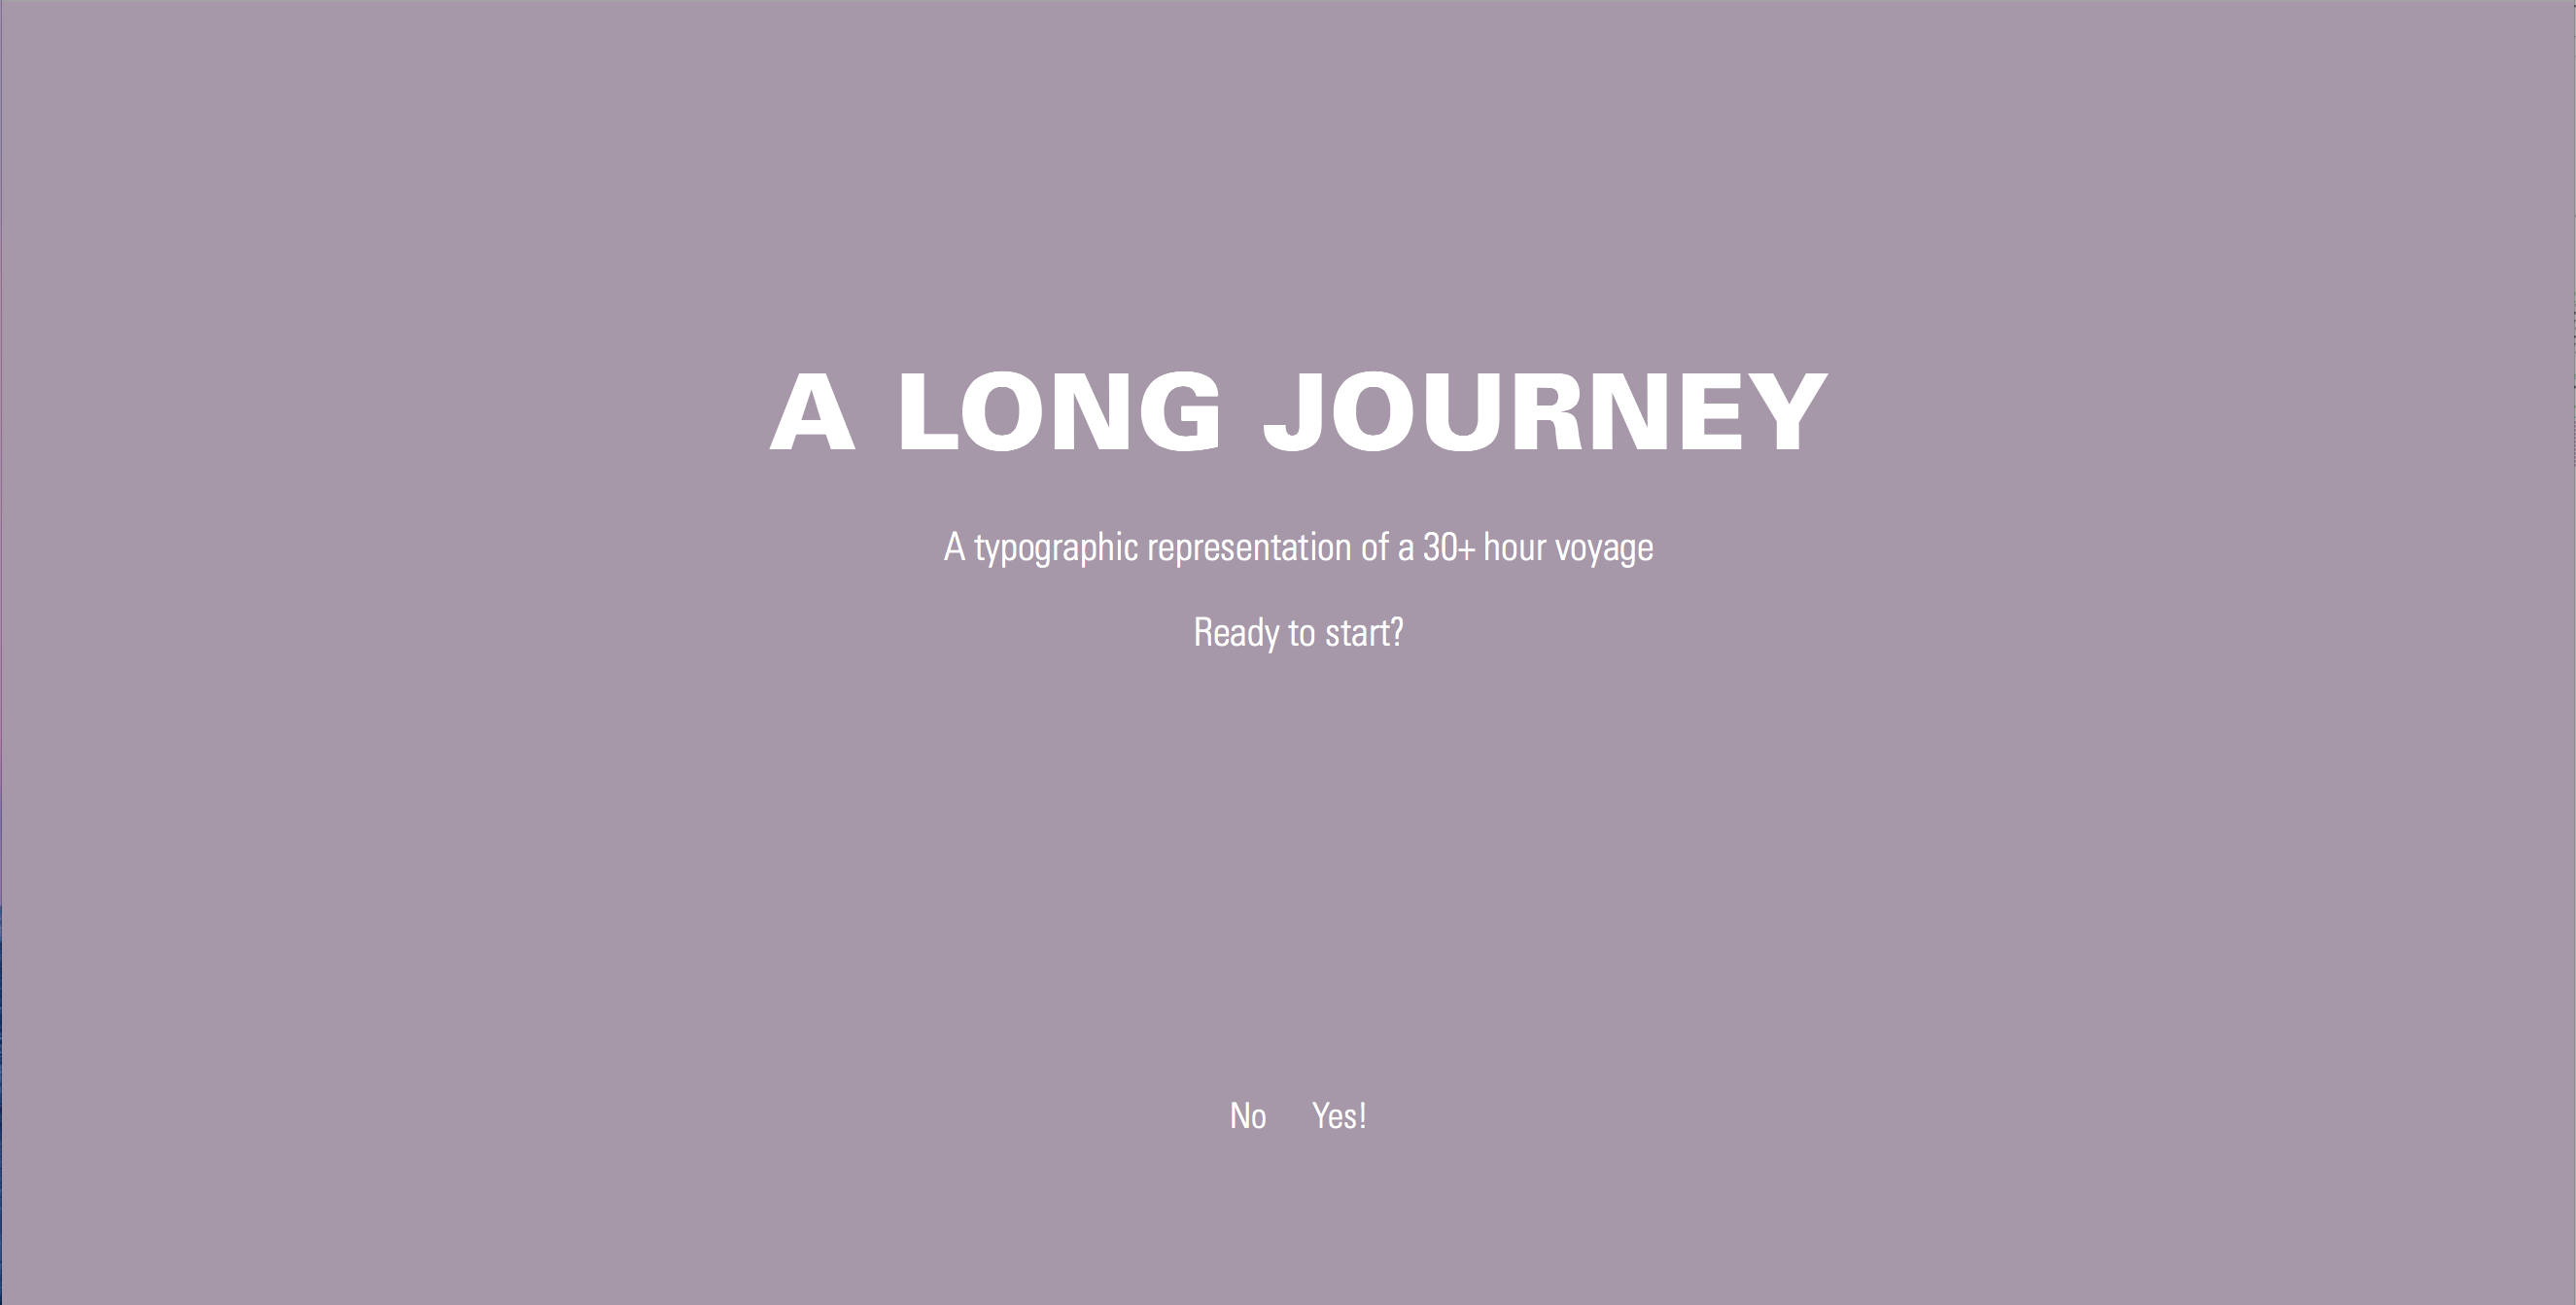 A LONG JOURNEY
A typographic representation of a 30+ hour voyage
Ready to start?
No Yes!